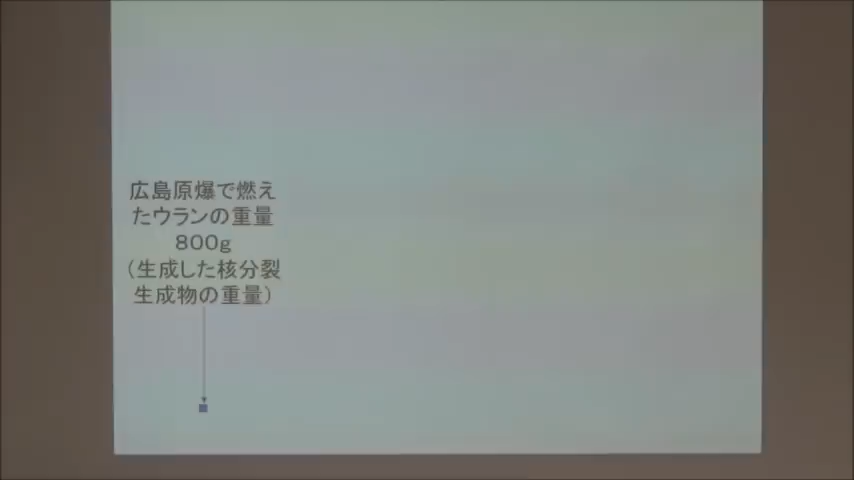 広島原爆で燃え
たウランの重量
８００ｇ
（生成した核分裂
生成物の重量）